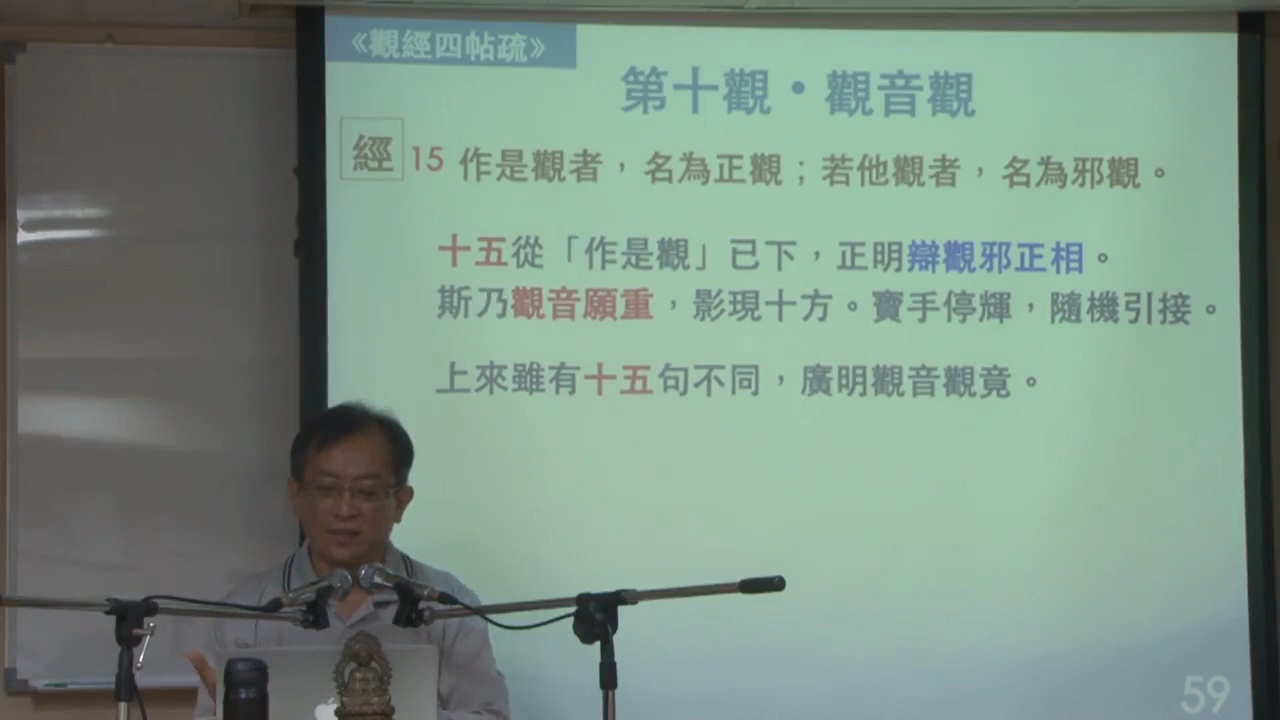 《觀經四帖疏》
第十觀•觀音觀
經 15 作是觀者，名為正觀；若他觀者，名為邪觀。
十五從「作是觀」已下，正明辯觀邪正相。
斯乃觀音願重，影現十方。寶手停輝，隨機引接。
上來雖有十五句不同，廣明觀音觀竟。
59